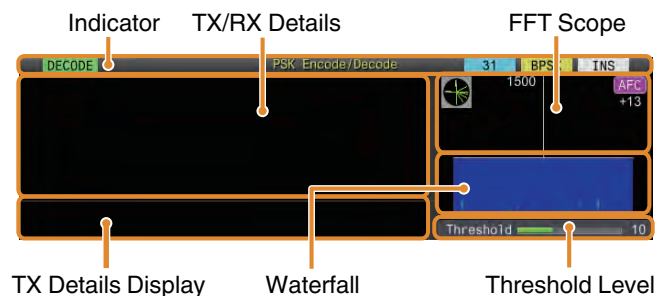 Indicator TX/RX Details FFT Scope
DECODE PSK Encode/Decode 31 BPSK INS
1500 AFC
+13
Threshold 10
TX Details Display Waterfall Threshold Level